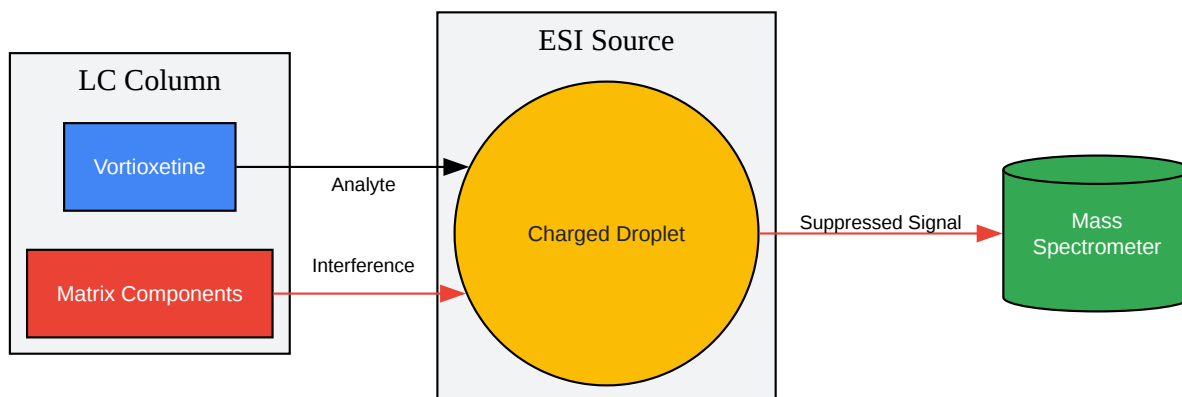 LC Column
Vortioxetine
Matrix Components
Analyte
Interference
ESI Source
Charged Droplet
Suppressed Signal
Mass
Spectrometer